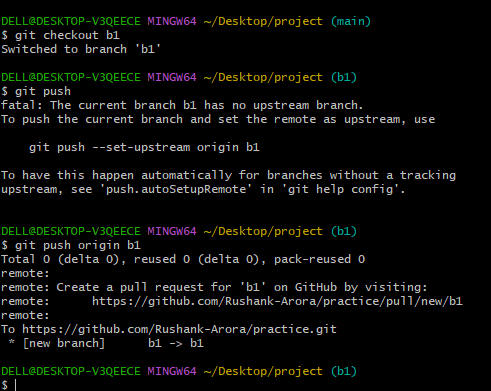 DELL@DESKTOP-V3QEECE MINGW64 ~/Desktop/project (main)
$ git checkout b1
Switched to branch 'b1'
DELL@DESKTOP-V3QEECE MINGW64 ~/Desktop/project (b1)
$ git push
fatal: The current branch b1 has no upstream branch.
To push the current branch and set the remote as upstream, use
git push --set-upstream origin b1
To have this happen automatically for branches without a tracking
upstream, see 'push.autoSetupRemote' in 'git help config'.
DELL@DESKTOP-V3QEECE MINGW64 ~/Desktop/project (b1)
$ git push origin b1
Total 0 (delta 0), reused 0 (delta 0), pack-reused 0
remote:
remote: Create a pull request for 'b1' on GitHub by visiting:
remote:      https://github.com/Rushank-Arora/practice/pull/new/b1
remote:
To https://github.com/Rushank-Arora/practice.git
 * [new branch]      b1 -> b1
DELL@DESKTOP-V3QEECE MINGW64 ~/Desktop/project (b1)
$